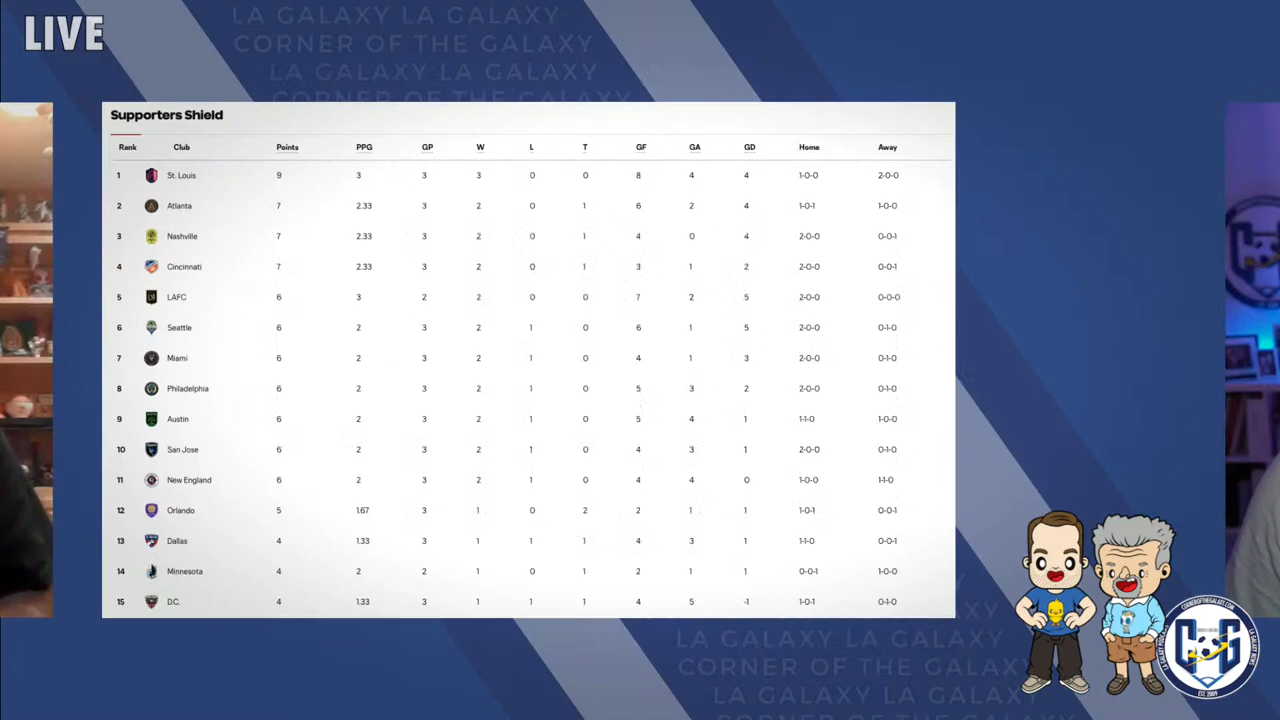 LIVE
LA GALAXY LA GALAXY
CORNER OF THE GALAXY
LA GALAXY LA GALAXY
CORNER OF THE GALAXY
Supporters Shield
Rank Club Points PPG GP W L T GF GA GD Home Away
1 St. Louis 9 3 3 3 0 0 8 4 4 1-0-0 2-0-0
2 Atlanta 7 2.33 3 2 0 1 6 2 4 1-0-1 1-0-0
3 Nashville 7 2.33 3 2 0 1 4 0 4 2-0-0 0-0-1
4 Cincinnati 7 2.33 3 2 0 1 3 1 2 2-0-0 0-0-1
5 LAFC 6 3 2 2 0 0 7 2 5 2-0-0 0-0-0
6 Seattle 6 2 3 2 1 0 6 1 5 2-0-0 0-1-0
7 Miami 6 2 3 2 1 0 4 1 3 2-0-0 0-1-0
8 Philadelphia 6 2 3 2 1 0 5 3 2 2-0-0 0-1-0
9 Austin 6 2 3 2 1 0 5 4 1 1-1-0 1-0-0
10 San Jose 6 2 3 2 1 0 4 3 1 2-0-0 0-1-0
11 New England 6 2 3 2 1 0 4 4 0 1-0-0 1-1-0
12 Orlando 5 1.67 3 1 0 2 2 1 1 1-0-1 0-0-1
13 Dallas 4 1.33 3 1 1 1 4 3 1 1-1-0 0-0-1
14 Minnesota 4 2 2 1 0 1 2 1 1 0-0-1 1-0-0
15 D.C. 4 1.33 3 1 1 1 4 5 -1 1-0-1 0-1-0
LA GALAXY LA GALAXY
CORNER OF THE GALAXY
LA GALAXY LA GALAXY
CORNEROFTHEGALAXY.COM
LA GALAXY PODCASTS
LA GALAXY NEWS
EST. 2009